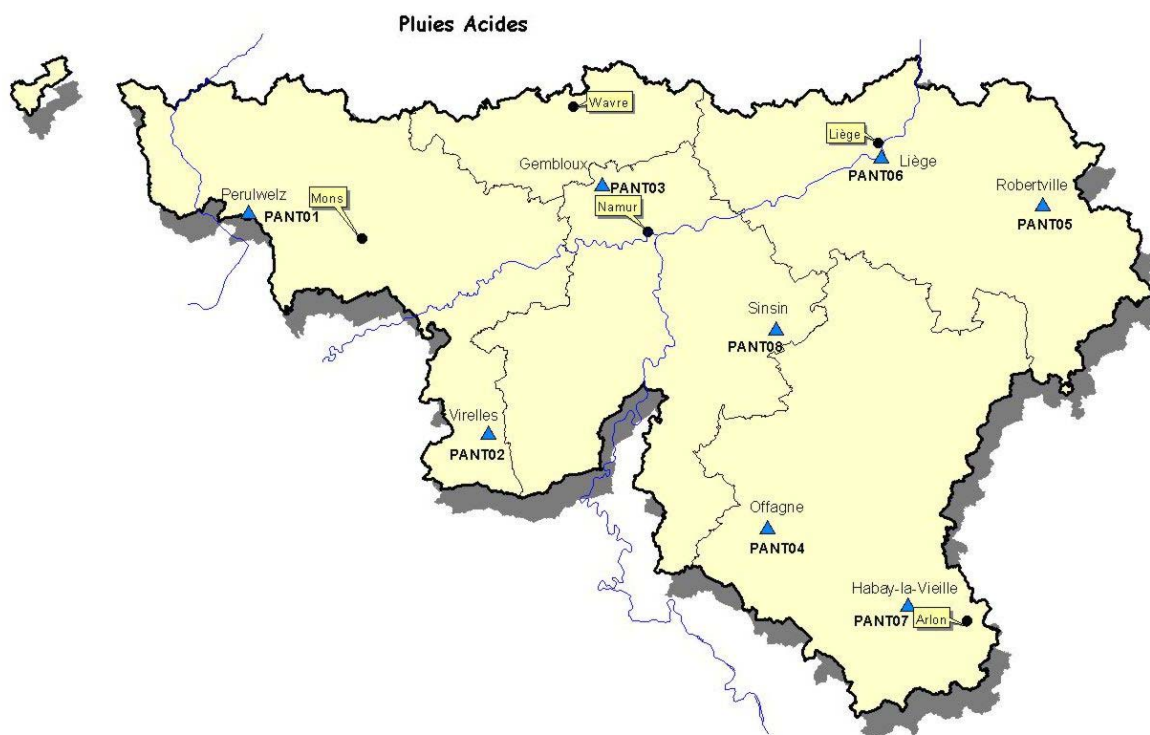 Pluies Acides
Wavre
Liège
Liège
PANT06
Gembloux
PANT03
Robertville
PANT05
Perulwelz
PANT01
Mons
Namur
Sinsin
PANT08
Virelles
PANT02
Offagne
PANT04
Habay-la-Vieille
PANT07
Arlon